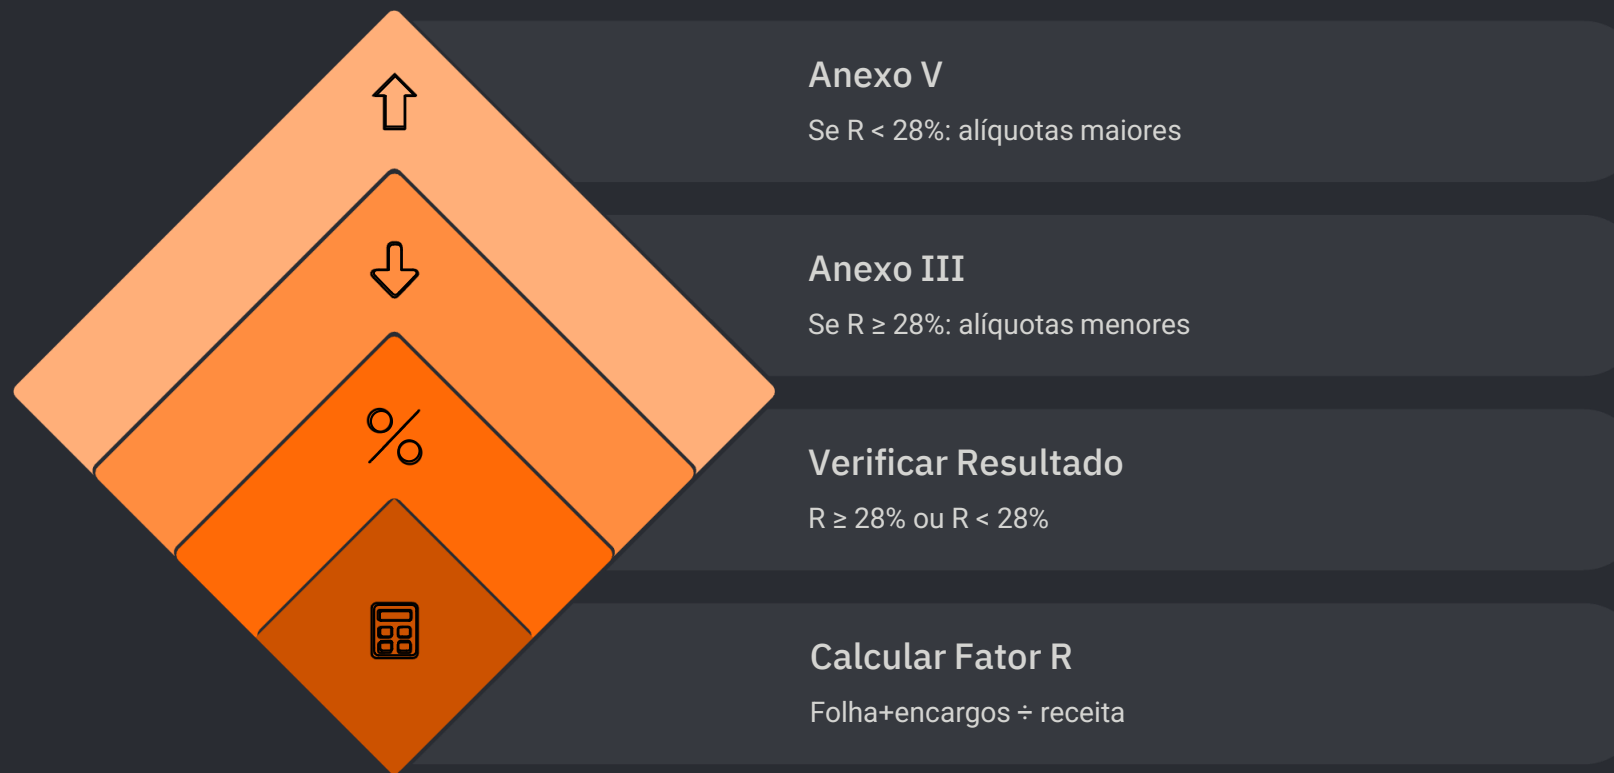 Anexo V
Se R < 28%: alíquotas maiores
Anexo III
Se R ≥ 28%: alíquotas menores
Verificar Resultado
R ≥ 28% ou R < 28%
Calcular Fator R
Folha+encargos ÷ receita